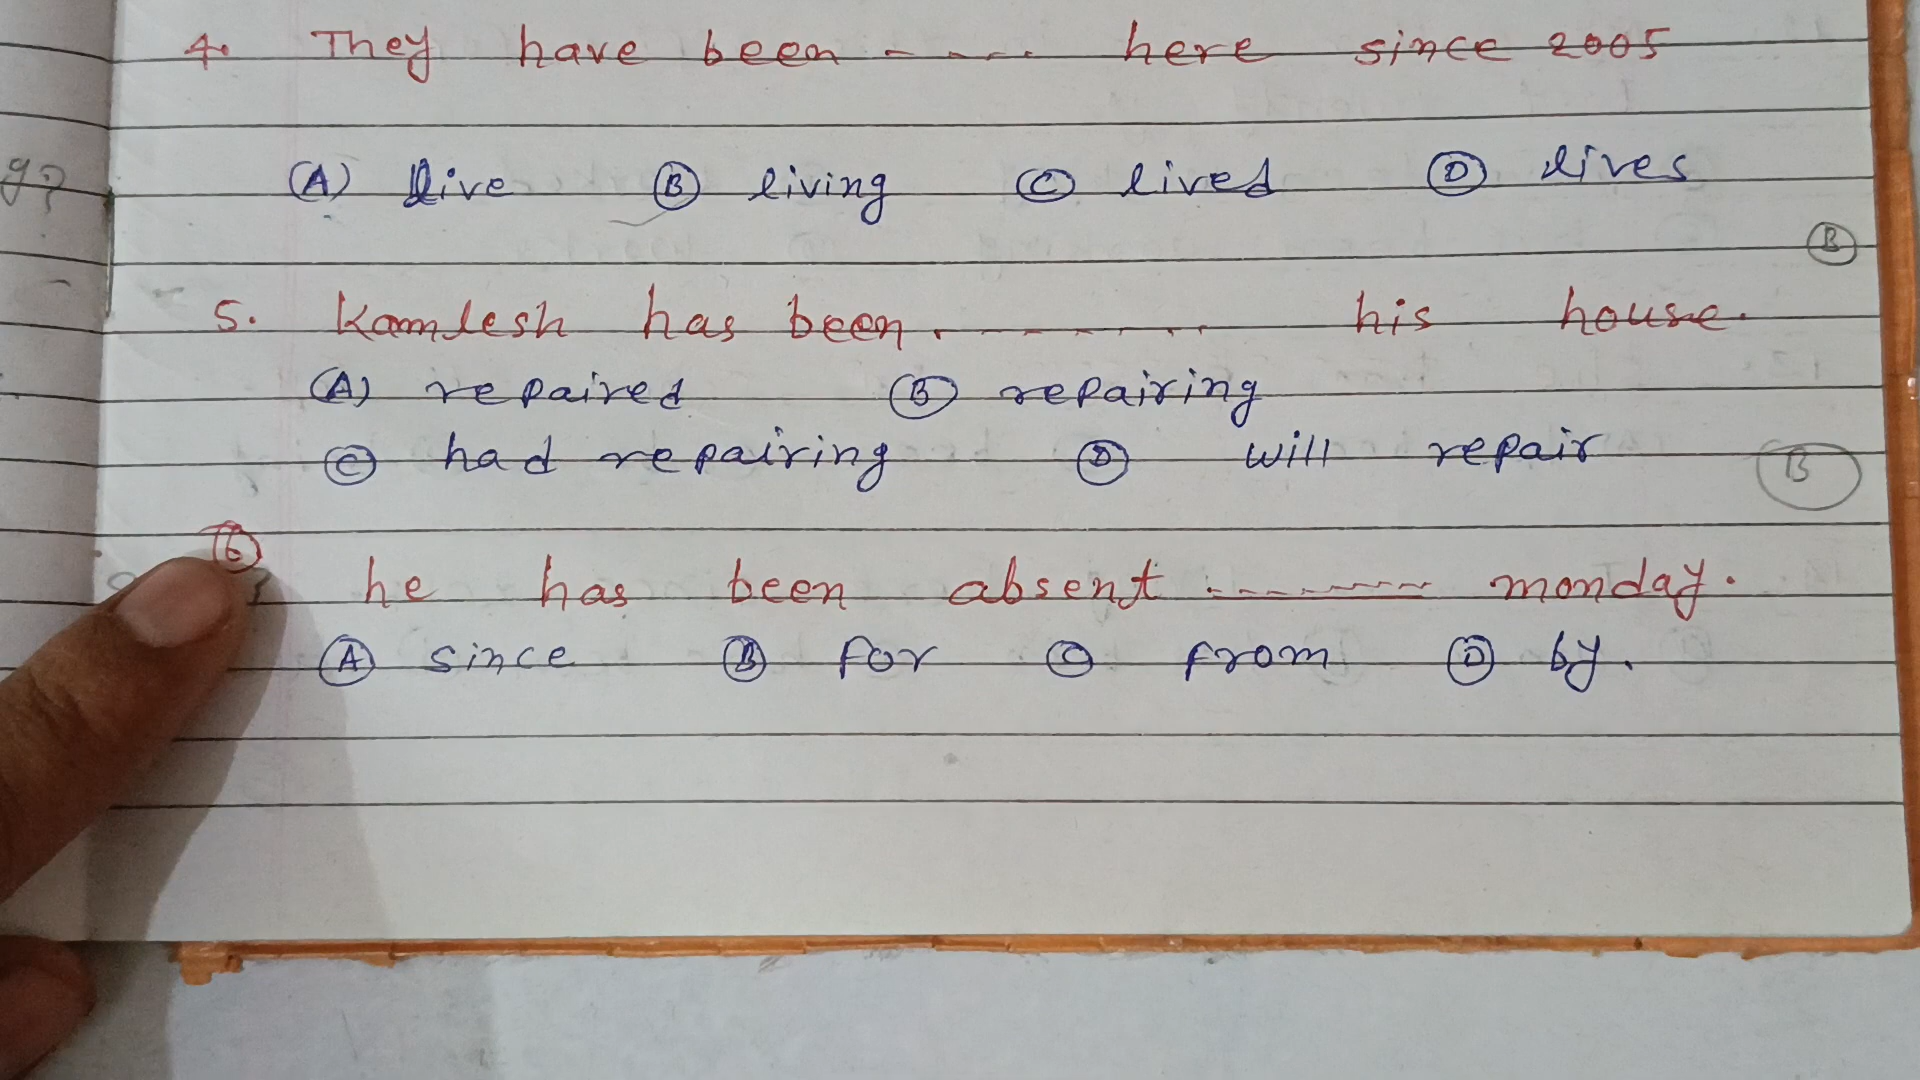 4. They have been ---- here since 2005
(A) live (B) living (C) lived (D) lives
(B)
5. Kamlesh has been --------- his house.
(A) repaired (B) repairing
(C) had repairing (D) will repair
(B)
(6) he has been absent -------- monday.
(A) since (B) for (C) from (D) by.